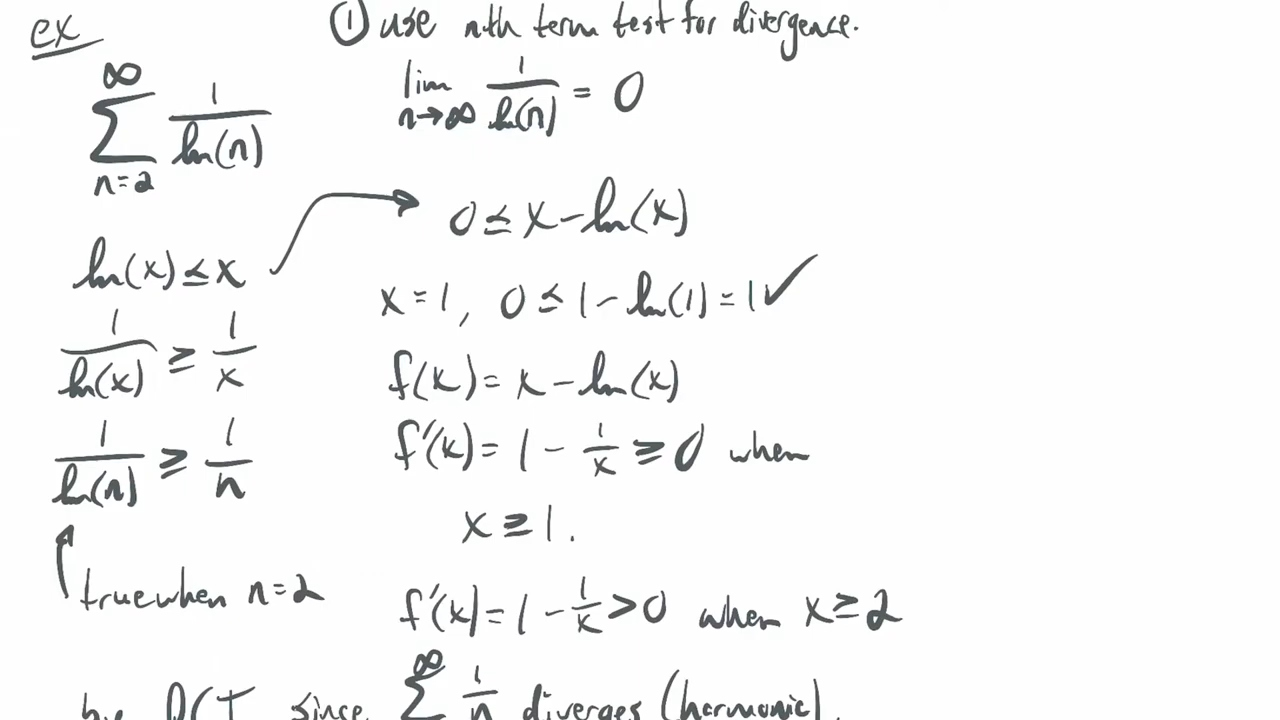 ex
① use nth term test for divergence.
∞
∑ 1/ln(n)
n=2
lim n→∞ 1/ln(n) = 0
ln(x) ≤ x
0 ≤ x − ln(x)
1/ln(x) ≥ 1/x
x = 1, 0 ≤ 1 − ln(1) = 1 ✓
f(x) = x − ln(x)
1/ln(n) ≥ 1/n
f'(x) = 1 − 1/x ≥ 0 when
x ≥ 1.
true when n=2
f'(x) = 1 − 1/x > 0 when x ≥ 2
by DCT since ∞ ∑ 1/n diverges (harmonic).